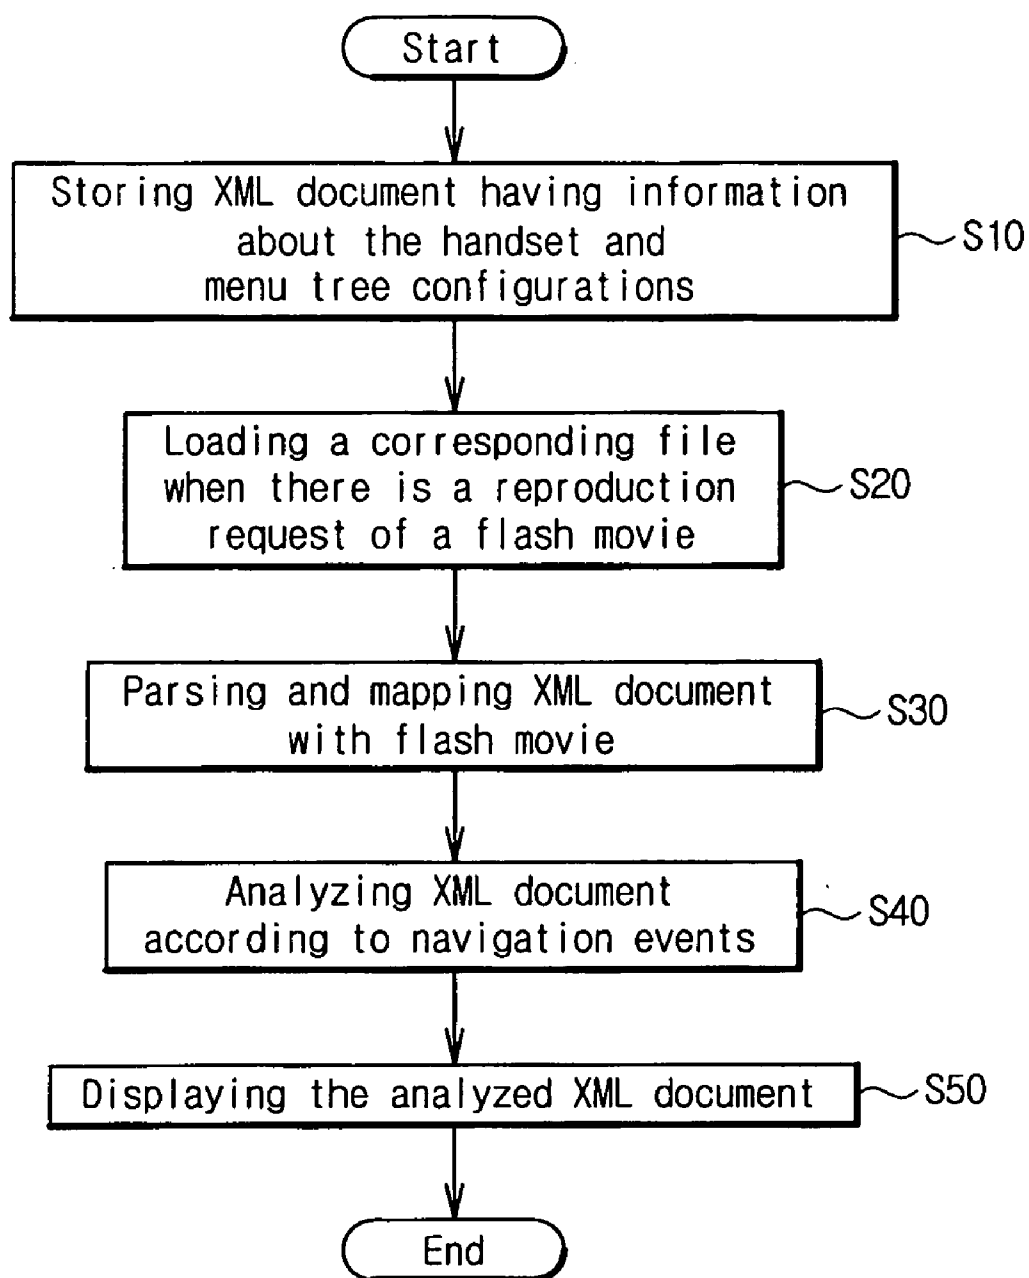 Start
Storing XML document having information
about the handset and
menu tree configurations
S10
Loading a corresponding file
when there is a reproduction
request of a flash movie
S20
Parsing and mapping XML document
with flash movie
S30
Analyzing XML document
according to navigation events
S40
Displaying the analyzed XML document
S50
End